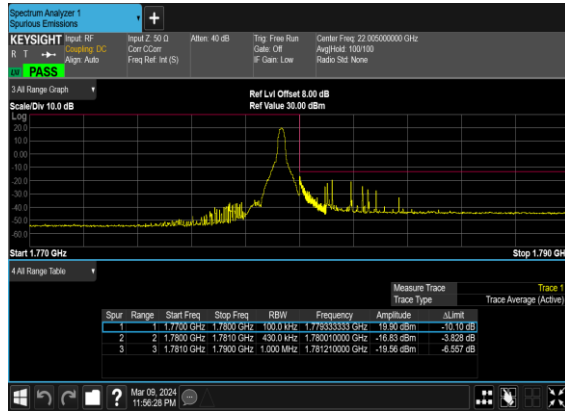 Spectrum Analyzer 1
Spurious Emissions
KEYSIGHT Input: RF Input Z: 50 Ω Atten: 40 dB Trig: Free Run Center Freq: 22.005000000 GHz
R T Coupling: DC Corr CCorr Gate: Off Avg|Hold: 100/100
Align: Auto Freq Ref: Int (S) IF Gain: Low Radio Std: None
PASS
3 All Range Graph
Ref Lvl Offset 8.00 dB
Scale/Div 10.0 dB Ref Value 30.00 dBm
Log
20.0
10.0
0.00
-10.0
-20.0
-30.0
-40.0
-50.0
-60.0
Start 1.770 GHz Stop 1.790 GH
4 All Range Table
Measure Trace Trace 1
Trace Type Trace Average (Active)
Spur Range Start Freq Stop Freq RBW Frequency Amplitude ΔLimit
1 1 1.7700 GHz 1.7800 GHz 100.0 kHz 1.779333333 GHz 19.90 dBm -10.10 dB
2 2 1.7800 GHz 1.7810 GHz 430.0 kHz 1.780010000 GHz -16.83 dBm -3.828 dB
3 3 1.7810 GHz 1.7900 GHz 1.000 MHz 1.781210000 GHz -19.56 dBm -6.557 dB
Mar 09, 2024
11:56:28 PM